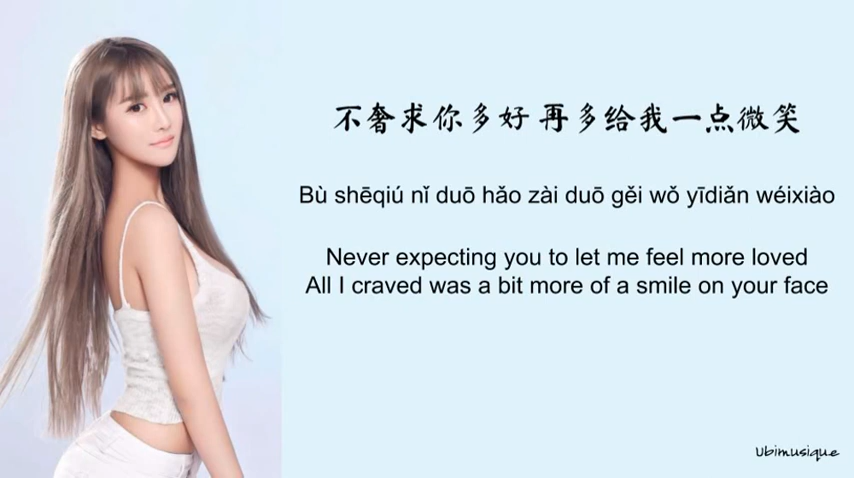 不奢求你多好 再多给我一点微笑
Bù shēqiú nǐ duō hǎo zài duō gěi wǒ yīdiǎn wéixiào
Never expecting you to let me feel more loved
All I craved was a bit more of a smile on your face
Ubimusique